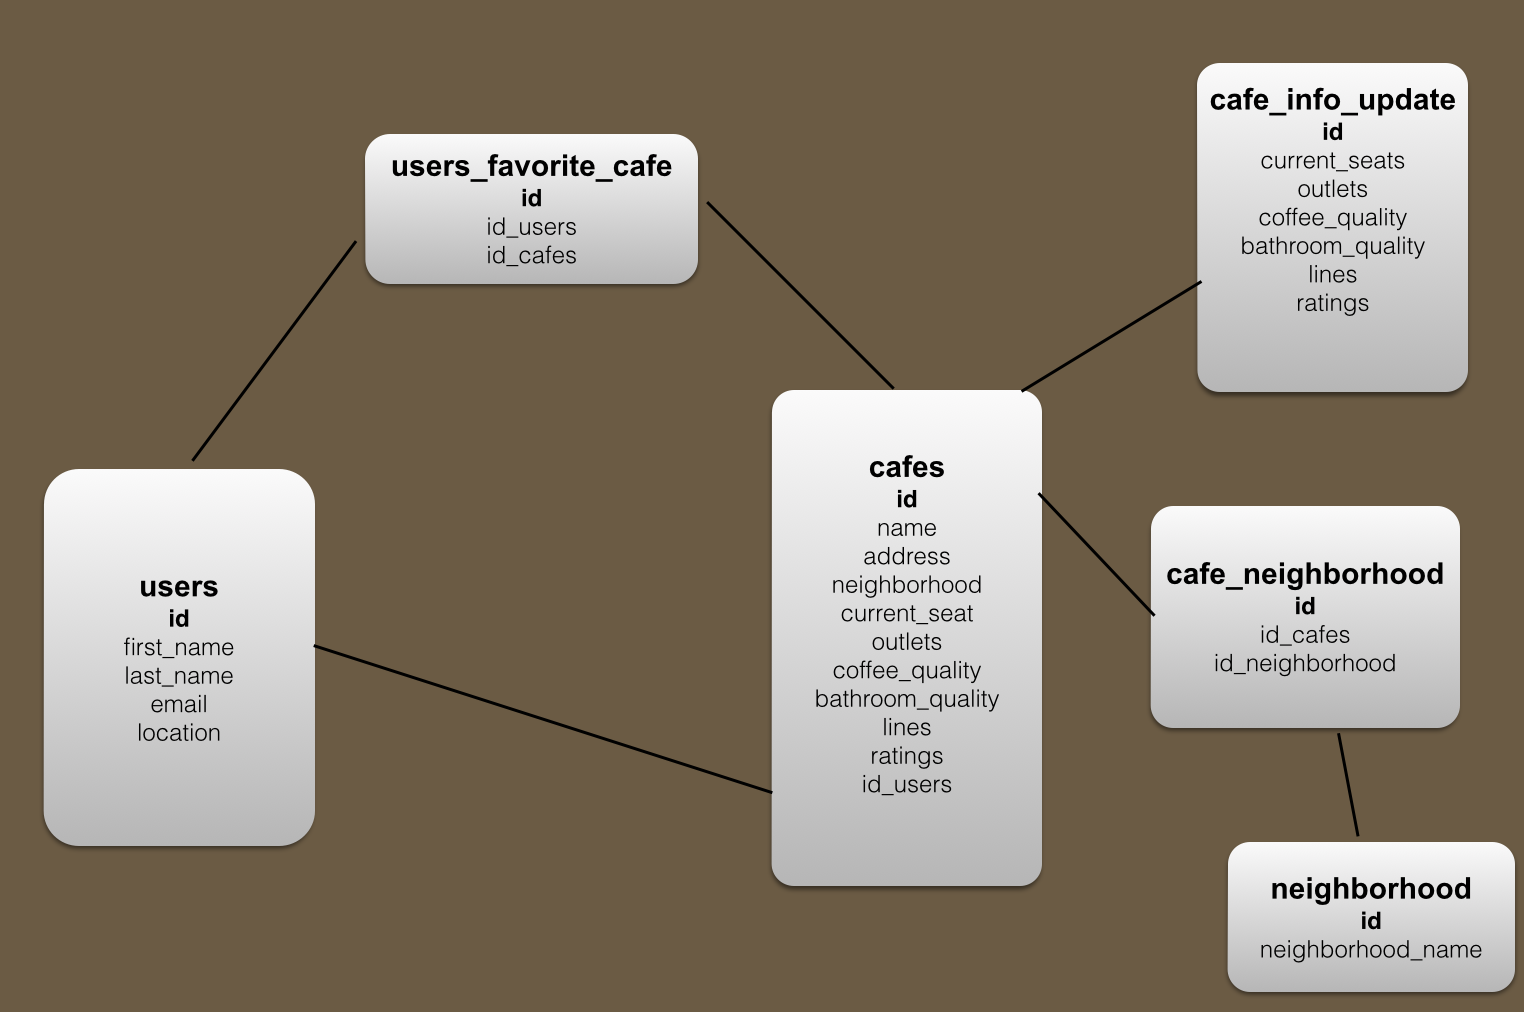 users_favorite_cafe
id
id_users
id_cafes
cafe_info_update
id
current_seats
outlets
coffee_quality
bathroom_quality
lines
ratings
users
id
first_name
last_name
email
location
cafes
id
name
address
neighborhood
current_seat
outlets
coffee_quality
bathroom_quality
lines
ratings
id_users
cafe_neighborhood
id
id_cafes
id_neighborhood
neighborhood
id
neighborhood_name